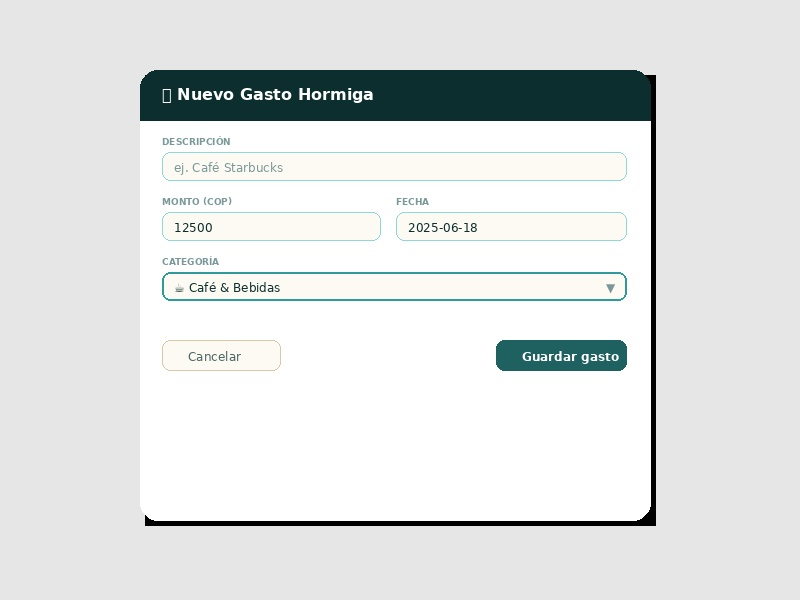 Nuevo Gasto Hormiga
DESCRIPCIÓN
ej. Café Starbucks
MONTO (COP) FECHA
12500 2025-06-18
CATEGORÍA
☕ Café & Bebidas ▼
Cancelar Guardar gasto